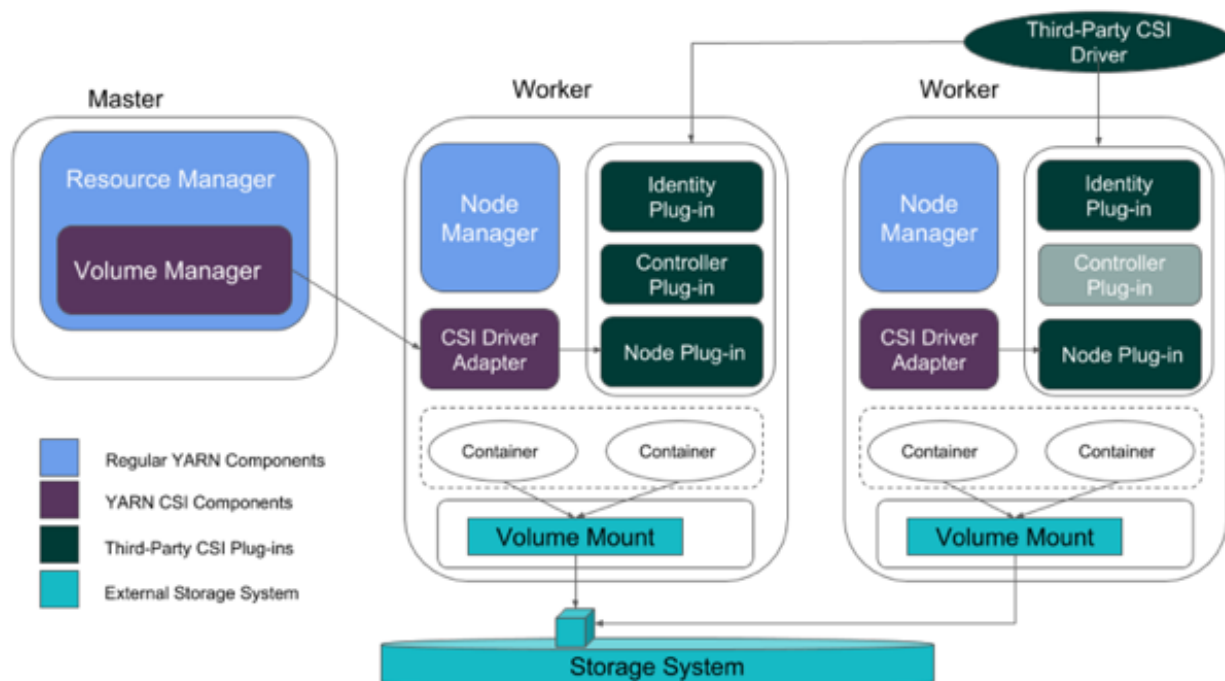 Third-Party CSI
Driver
Master
Worker
Worker
Resource Manager
Volume Manager
Node
Manager
Identity
Plug-in
Controller
Plug-in
CSI Driver
Adapter
Node Plug-in
Container
Container
Volume Mount
Node
Manager
Identity
Plug-in
Controller
Plug-in
CSI Driver
Adapter
Node Plug-in
Container
Container
Volume Mount
Regular YARN Components
YARN CSI Components
Third-Party CSI Plug-ins
External Storage System
Storage System